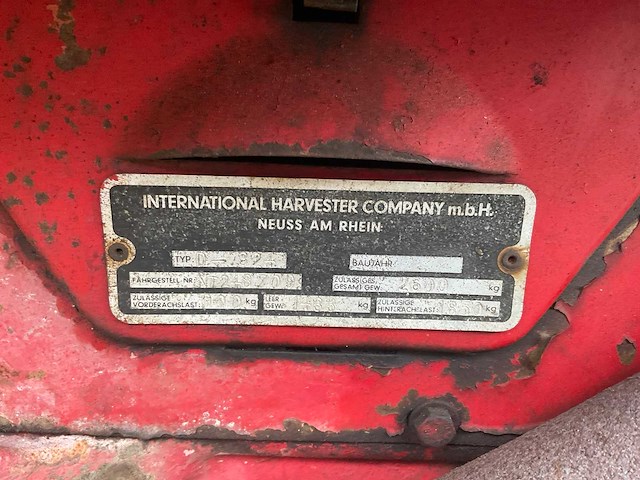 INTERNATIONAL HARVESTER COMPANY m.b.H.
NEUSS AM RHEIN
TYP: BAUJAHR
FAHRGESTELL-NR. ZULÄSSIGES GESAMT GEW. 2600 kg
ZULÄSSIGE VORDERACHSLAST kg LEER GEW. kg ZULÄSSIGE HINTERACHSLAST kg